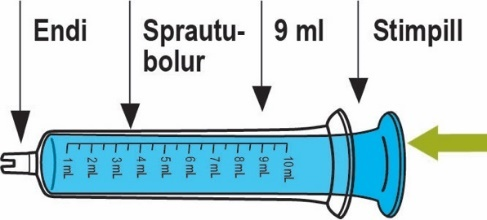 Endi
Sprautu-
bolur
9 ml
Stimpill
1 mL
2 mL
3 mL
4 mL
5 mL
6 mL
7 mL
8 mL
9 mL
10 mL